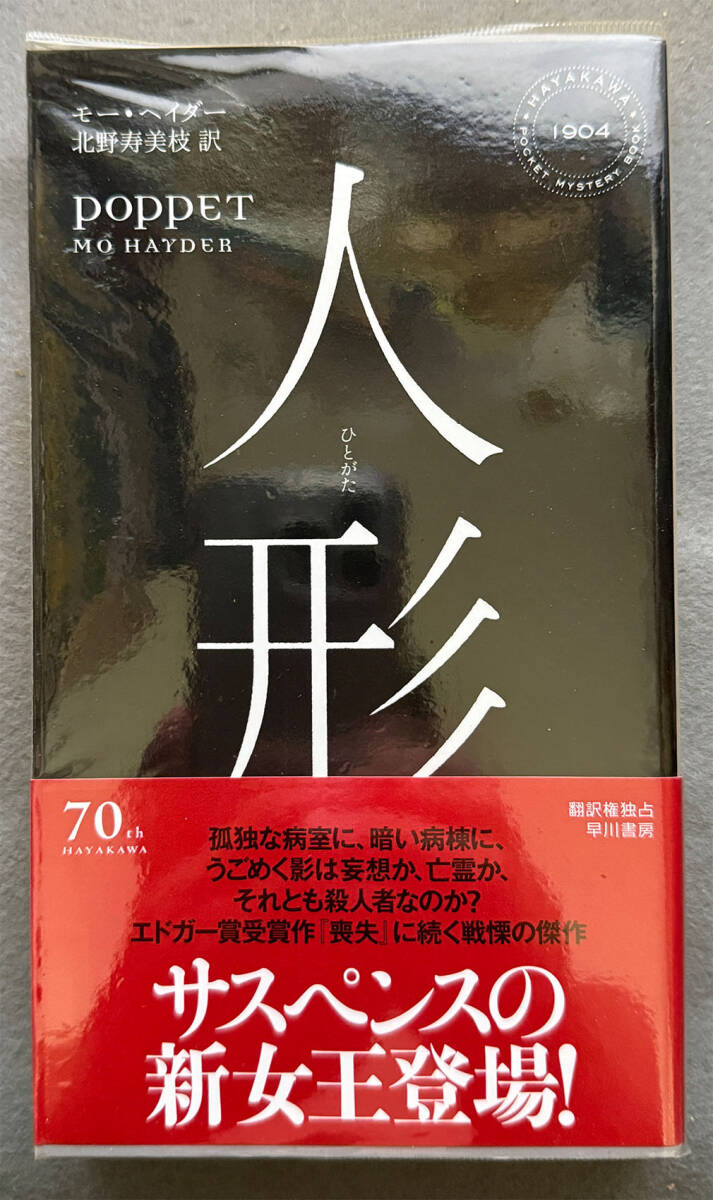 モー・ヘイダー
北野寿美枝 訳
POPPET
MO HAYDER
HAYAKAWA
1904
POCKET MYSTERY BOOK
人形
ひとがた
70th
HAYAKAWA
翻訳権独占
早川書房
孤独な病室に、暗い病棟に、
うごめく影は妄想か、亡霊か、
それとも殺人者なのか?
エドガー賞受賞作『喪失』に続く戦慄の傑作
サスペンスの
新女王登場!